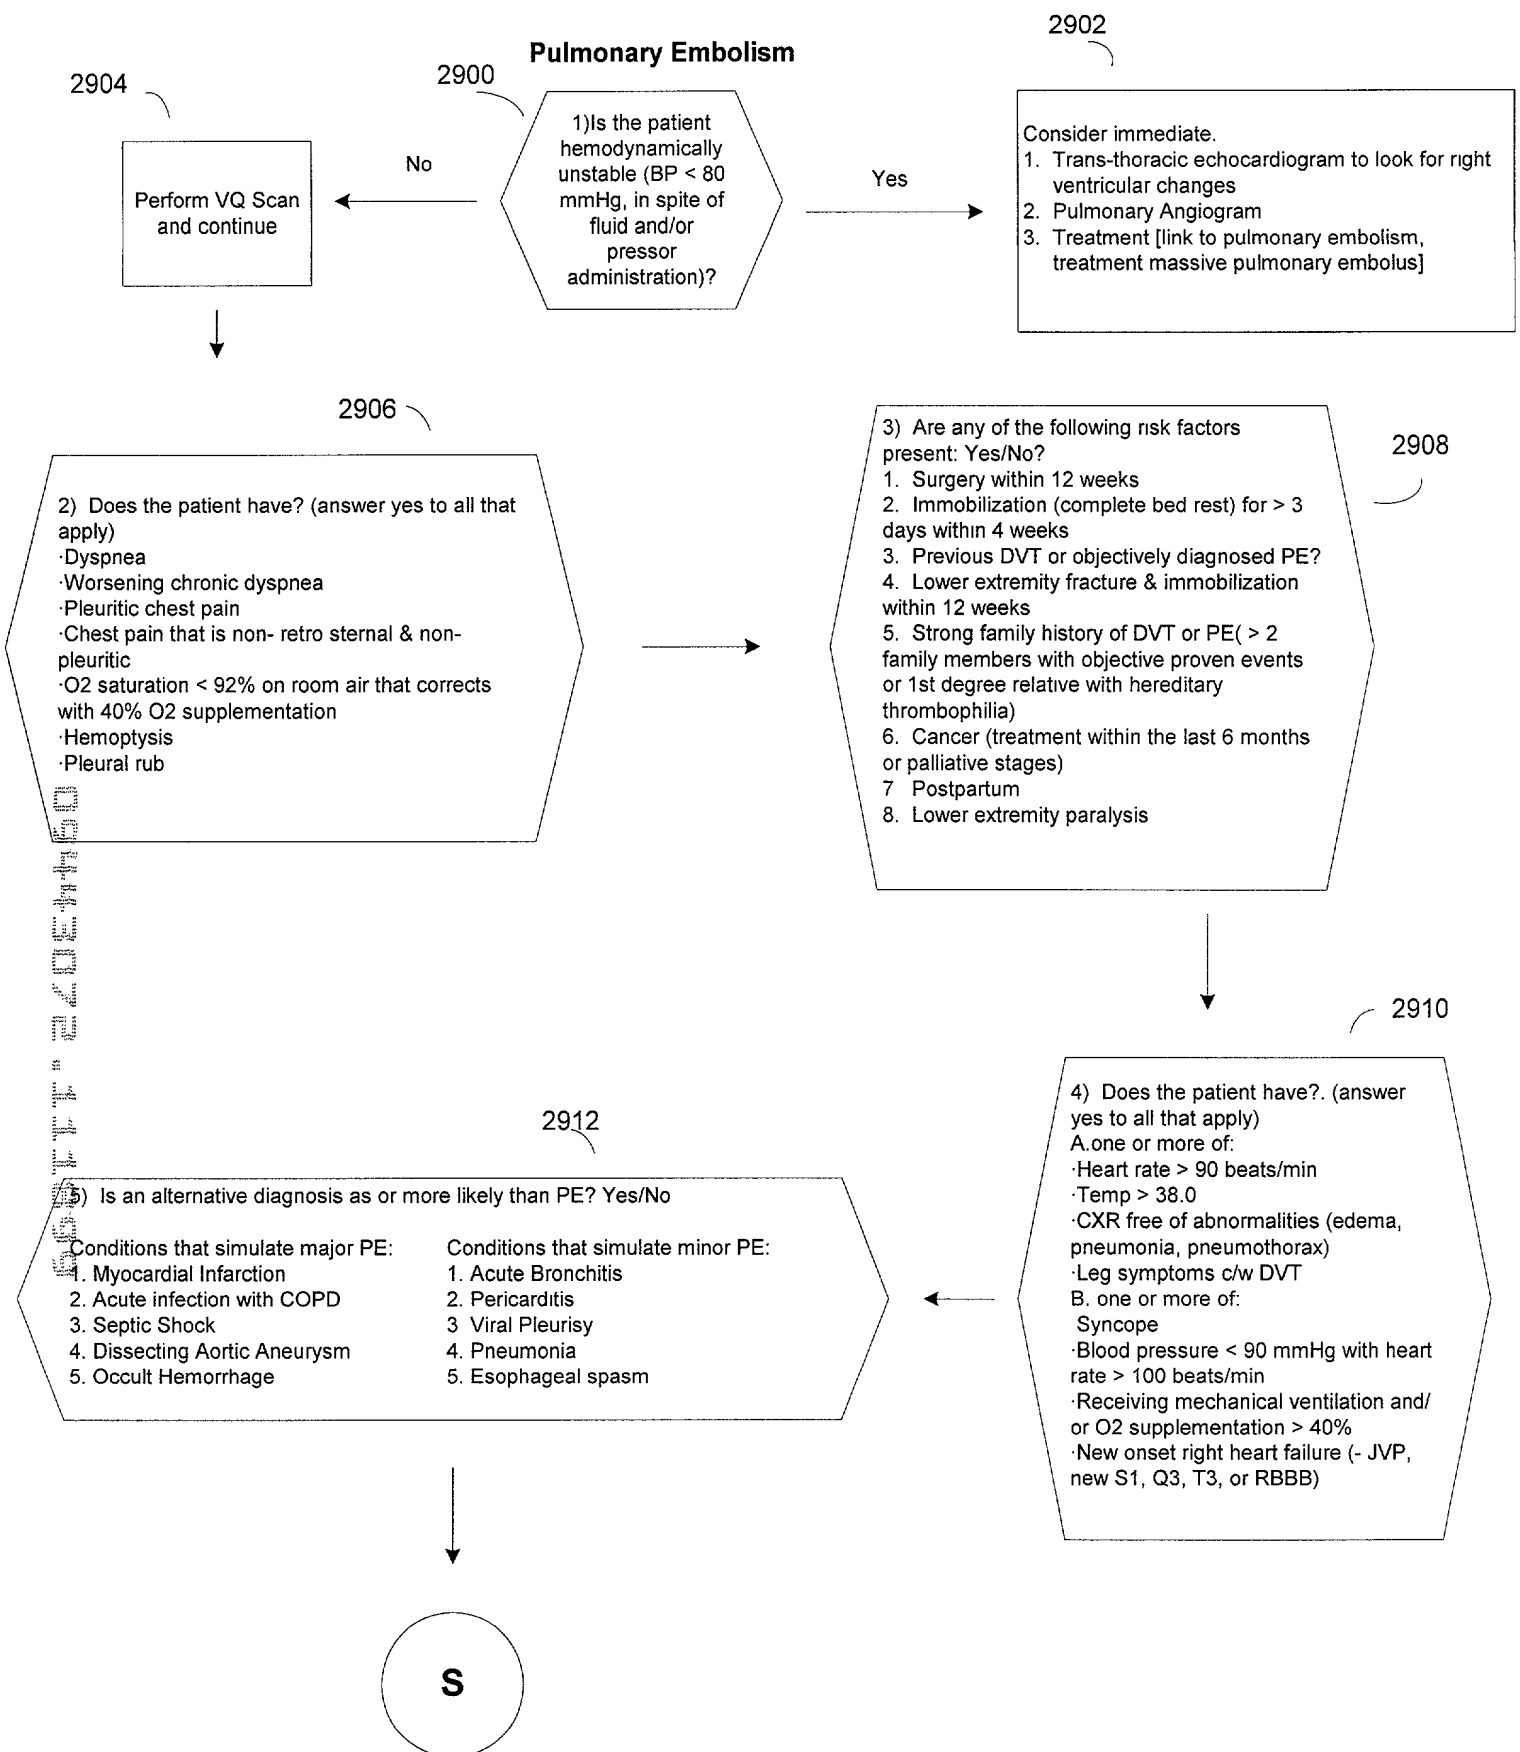 Pulmonary Embolism
2900
2902
2904
1)Is the patient
hemodynamically
unstable (BP < 80
mmHg, in spite of
fluid and/or
pressor
administration)?
No
Yes
Perform VQ Scan
and continue
Consider immediate.
1. Trans-thoracic echocardiogram to look for right
ventricular changes
2. Pulmonary Angiogram
3. Treatment [link to pulmonary embolism,
treatment massive pulmonary embolus]
2906
2) Does the patient have? (answer yes to all that
apply)
·Dyspnea
·Worsening chronic dyspnea
·Pleuritic chest pain
·Chest pain that is non- retro sternal & non-
pleuritic
·O2 saturation < 92% on room air that corrects
with 40% O2 supplementation
·Hemoptysis
·Pleural rub
2908
3) Are any of the following risk factors
present: Yes/No?
1. Surgery within 12 weeks
2. Immobilization (complete bed rest) for > 3
days within 4 weeks
3. Previous DVT or objectively diagnosed PE?
4. Lower extremity fracture & immobilization
within 12 weeks
5. Strong family history of DVT or PE( > 2
family members with objective proven events
or 1st degree relative with hereditary
thrombophilia)
6. Cancer (treatment within the last 6 months
or palliative stages)
7 Postpartum
8. Lower extremity paralysis
2910
4) Does the patient have?. (answer
yes to all that apply)
A.one or more of:
·Heart rate > 90 beats/min
·Temp > 38.0
·CXR free of abnormalities (edema,
pneumonia, pneumothorax)
·Leg symptoms c/w DVT
B. one or more of:
Syncope
·Blood pressure < 90 mmHg with heart
rate > 100 beats/min
·Receiving mechanical ventilation and/
or O2 supplementation > 40%
·New onset right heart failure (- JVP,
new S1, Q3, T3, or RBBB)
2912
5) Is an alternative diagnosis as or more likely than PE? Yes/No
Conditions that simulate major PE:
1. Myocardial Infarction
2. Acute infection with COPD
3. Septic Shock
4. Dissecting Aortic Aneurysm
5. Occult Hemorrhage
Conditions that simulate minor PE:
1. Acute Bronchitis
2. Pericarditis
3 Viral Pleurisy
4. Pneumonia
5. Esophageal spasm
S